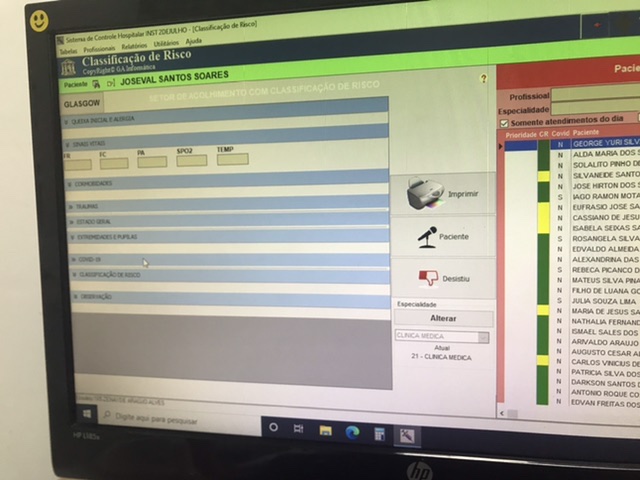 Sistema de Controle Hospitalar INST 2DEJULHO - [Classificação de Risco]
Tabelas Profissionais Relatórios Utilitários Ajuda
Classificação de Risco
CopyRight© GA Informática
Paciente JOSEVAL SANTOS SOARES
GLASGOW
SETOR DE ACOLHIMENTO COM CLASSIFICAÇÃO DE RISCO
QUEIXA INICIAL E ALERGIA
SINAIS VITAIS
FR FC PA SPO2 TEMP
COMORBIDADES
TRAUMAS
ESTADO GERAL
EXTREMIDADES E PUPILAS
COVID-19
CLASSIFICAÇÃO DE RISCO
OBSERVAÇÃO
Imprimir
Paciente
Desistiu
Especialidade
Alterar
CLINICA MEDICA
Atual
21 - CLINICA MEDICA
Pacie
Profissional
Especialidade
Somente atendimentos do dia
Prioridade CR Covid Paciente
N GEORGE YURI SILV
N ALDA MARIA DOS S
N SOLALITO PINHO DE
N SILVANEIDE SANTO
N JOSE HIRTON DOS
S IAGO RAMON MOTA
N EUFRASIO JOSE SA
N CASSIANO DE JESU
N ISABELA SEIXAS SA
S ROSANGELA SILVA
N EDVALDO ALMEIDA
N ALEXANDRINA DAS
S REBECA PICANCO D
N MATEUS SILVA PINA
N FILHO DE LUANA GO
S JULIA SOUZA LIMA
N MARIA DE JESUS SA
N NATHALIA FERNAND
N ISMAEL SALES DOS
N ARIVALDO ARAUJO
N AUGUSTO CESAR AL
N CARLOS VINICIUS DE
N PATRICIA SILVA DOS
N DARKSON SANTOS D
N ANTONIO ROQUE CO
N EDVAN FREITAS DOS
ARAGAO ALVES
Digite aqui para pesquisar
HP
hp